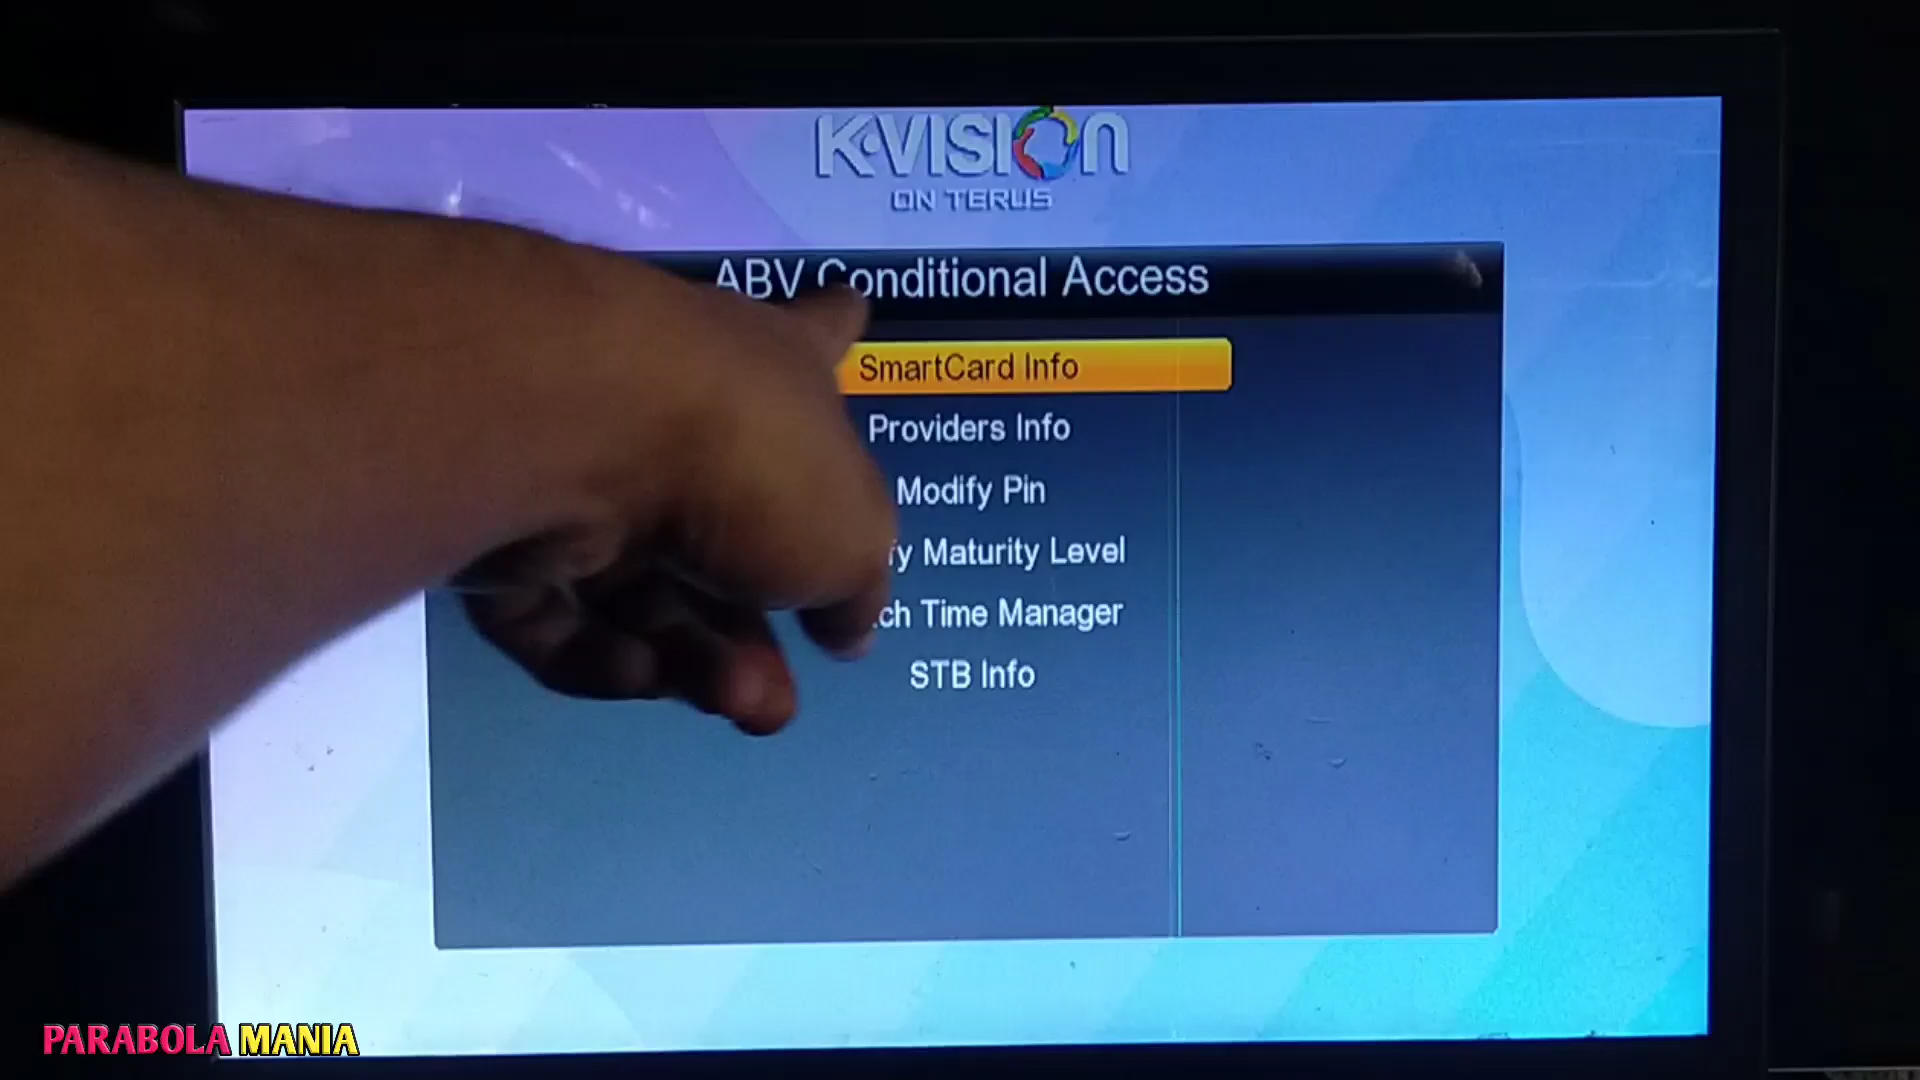 K-VISION
ON TERUS
ABV Conditional Access
SmartCard Info
Providers Info
Modify Pin
Maturity Level
Time Manager
STB Info
PARABOLA MANIA